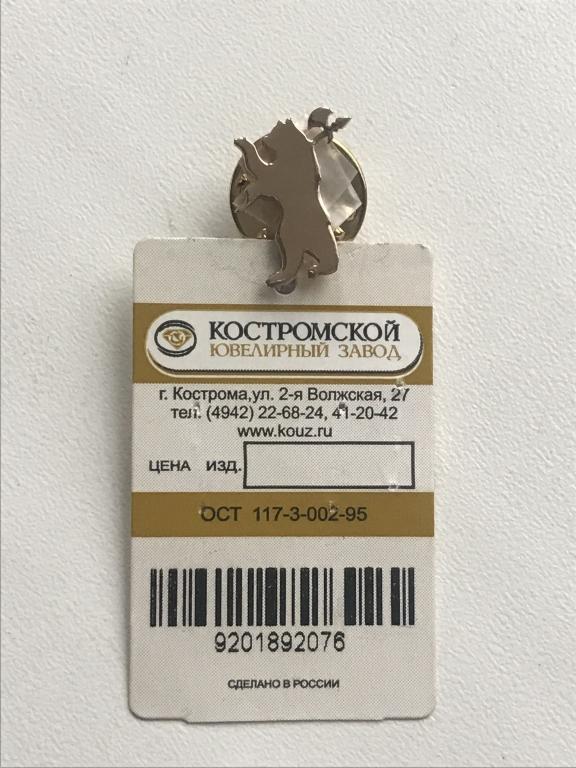 КОСТРОМСКОЙ
ЮВЕЛИРНЫЙ ЗАВОД
г. Кострома,ул. 2-я Волжская, 27
тел. (4942) 22-68-24, 41-20-42
www.kouz.ru
ЦЕНА ИЗД.
ОСТ 117-3-002-95
9201892076
СДЕЛАНО В РОССИИ